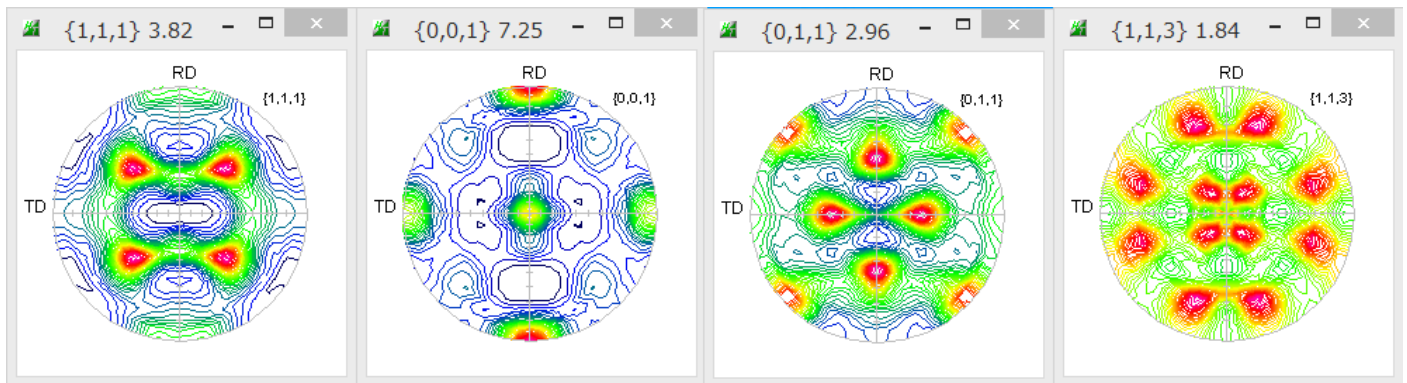 {1,1,1} 3.82
RD
{1,1,1}
TD
{0,0,1} 7.25
RD
{0,0,1}
TD
{0,1,1} 2.96
RD
{0,1,1}
TD
{1,1,3} 1.84
RD
{1,1,3}
TD